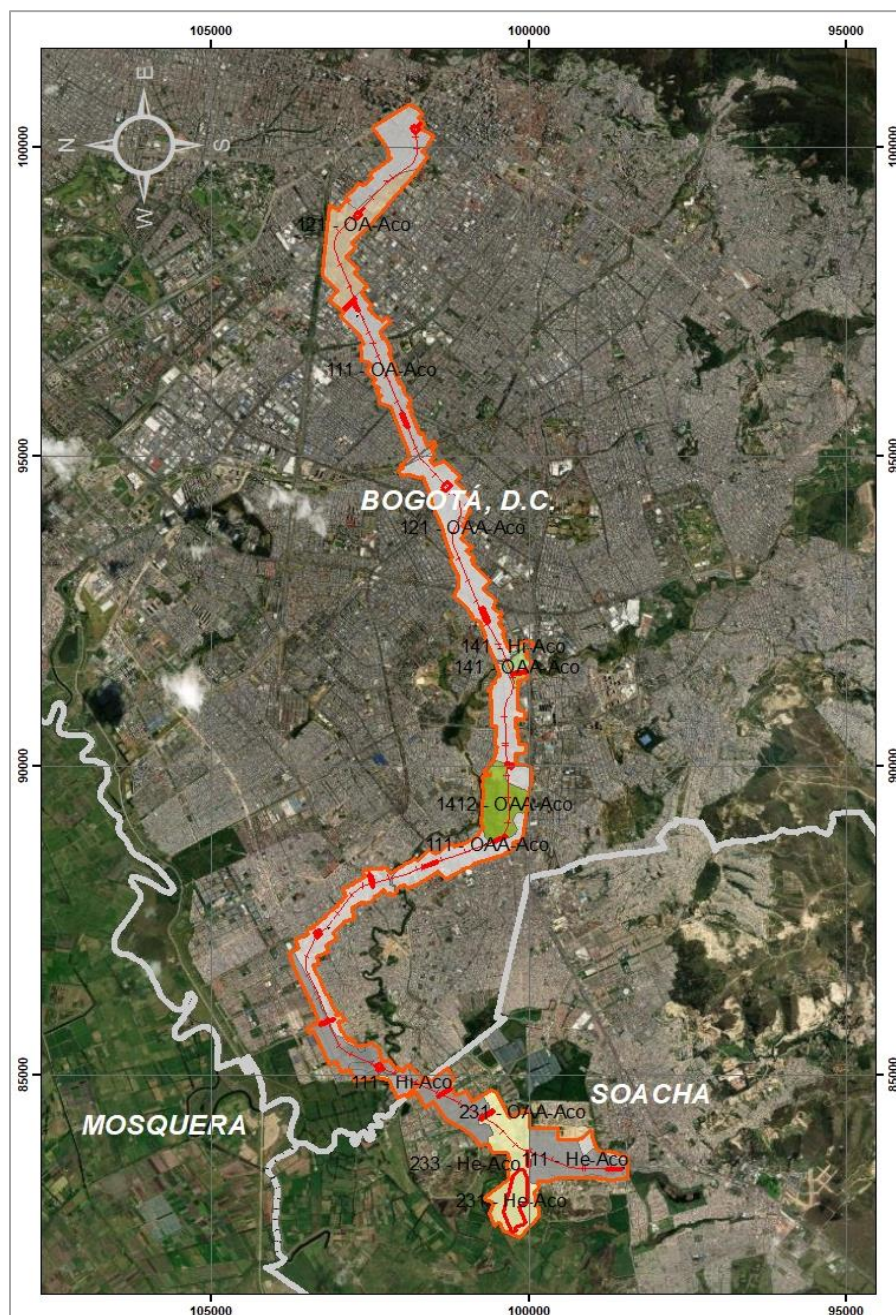 105000 100000 95000
E
N S
W
100000 100000
121 - OA-Aco
111 - OA-Aco
95000 95000
BOGOTÁ, D.C.
121 - OAA-Aco
141 - Hi-Aco
141 - OAA-Aco
90000 90000
1412 - OAA-Aco
111 - OAA-Aco
85000 85000
111 - Hi-Aco
SOACHA
231 - OAA-Aco
MOSQUERA
111 - He-Aco
233 - He-Aco
231 - He-Aco
105000 100000 95000